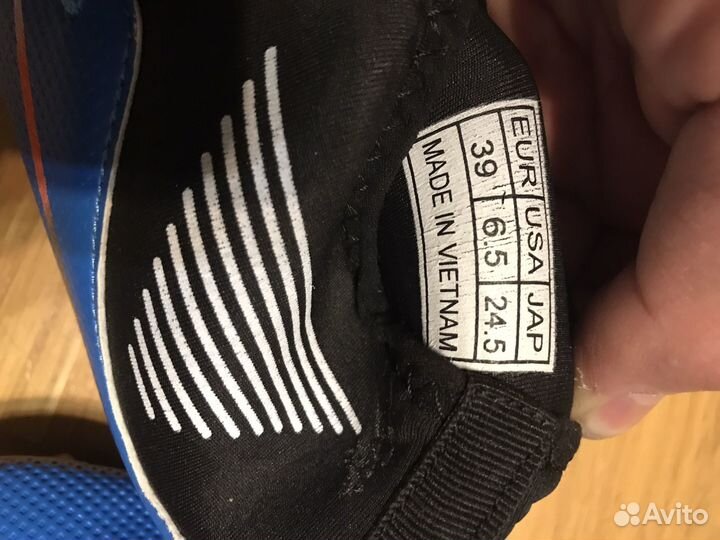 EUR USA JAP
39 6.5 24.5
MADE IN VIETNAM
Avito